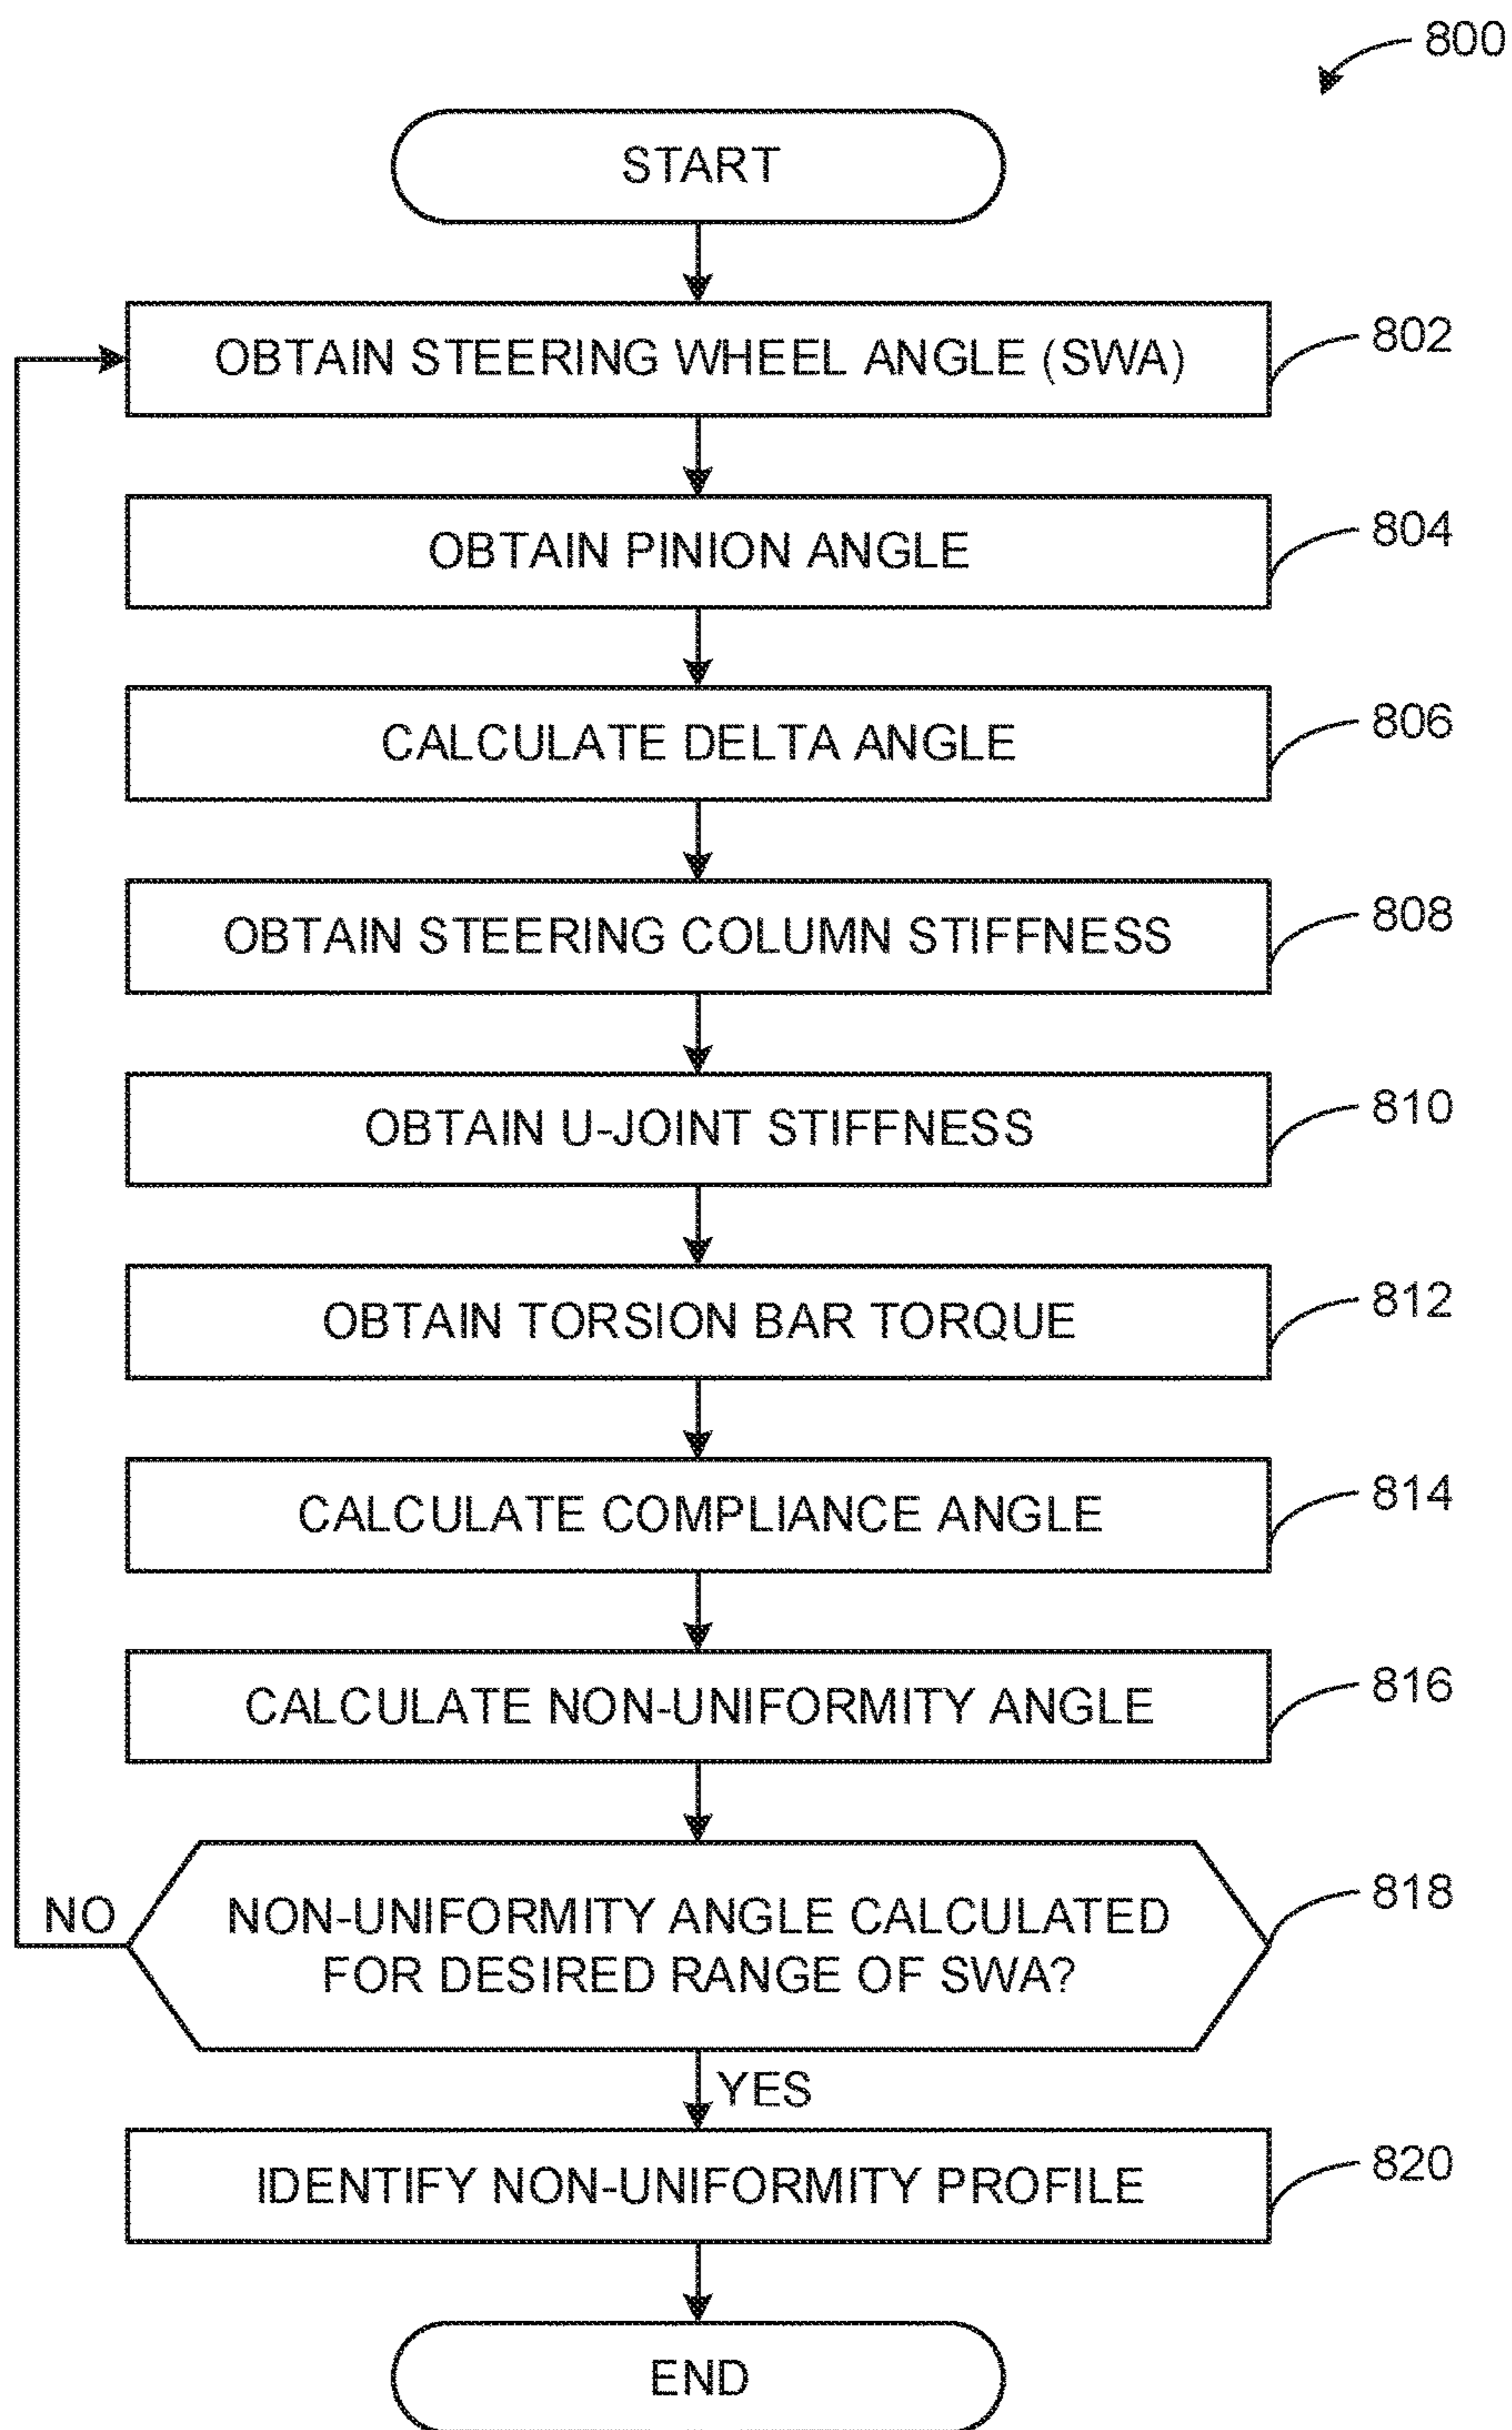 800
START
OBTAIN STEERING WHEEL ANGLE (SWA)
802
OBTAIN PINION ANGLE
804
CALCULATE DELTA ANGLE
806
OBTAIN STEERING COLUMN STIFFNESS
808
OBTAIN U-JOINT STIFFNESS
810
OBTAIN TORSION BAR TORQUE
812
CALCULATE COMPLIANCE ANGLE
814
CALCULATE NON-UNIFORMITY ANGLE
816
NO
NON-UNIFORMITY ANGLE CALCULATED
FOR DESIRED RANGE OF SWA?
818
YES
IDENTIFY NON-UNIFORMITY PROFILE
820
END